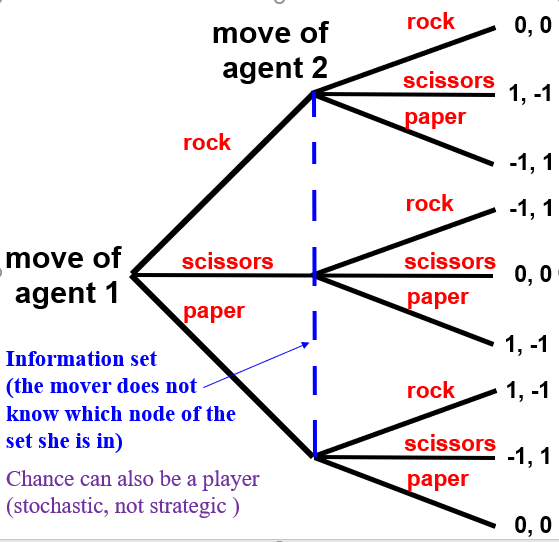 move of
agent 2
rock
0, 0
scissors
1, -1
paper
-1, 1
rock
rock
-1, 1
move of
agent 1
scissors
scissors
0, 0
paper
paper
1, -1
Information set
(the mover does not
know which node of the
set she is in)
rock
1, -1
scissors
-1, 1
paper
0, 0
Chance can also be a player
(stochastic, not strategic )